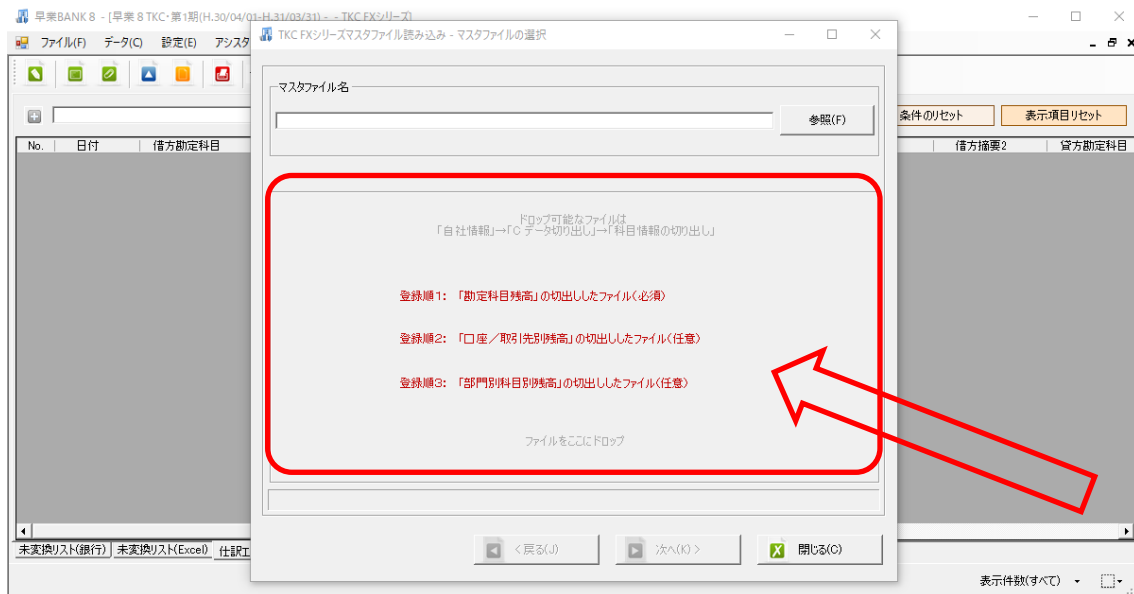 早業BANK 8 - [早業 8 TKC・第1期(H.30/04/01-H.31/03/31) - - TKC FXシリーズ]
ファイル(F) データ(C) 設定(E) アシスタ
TKC FXシリーズマスタファイル読み込み - マスタファイルの選択
マスタファイル名
参照(F)
条件のリセット
表示項目リセット
No. 日付 借方勘定科目
借方摘要2 貸方勘定科目
ドロップ可能なファイルは
「自社情報」→「C データ切り出し」→「科目情報の切り出し」
登録順1: 「勘定科目残高」の切出ししたファイル(必須)
登録順2: 「口座／取引先別残高」の切出ししたファイル(任意)
登録順3: 「部門別科目別残高」の切出ししたファイル(任意)
ファイルをここにドロップ
未変換リスト(銀行) 未変換リスト(Excel) 仕訳エ
< 戻る(J)
次へ(K) >
閉じる(C)
表示件数(すべて)